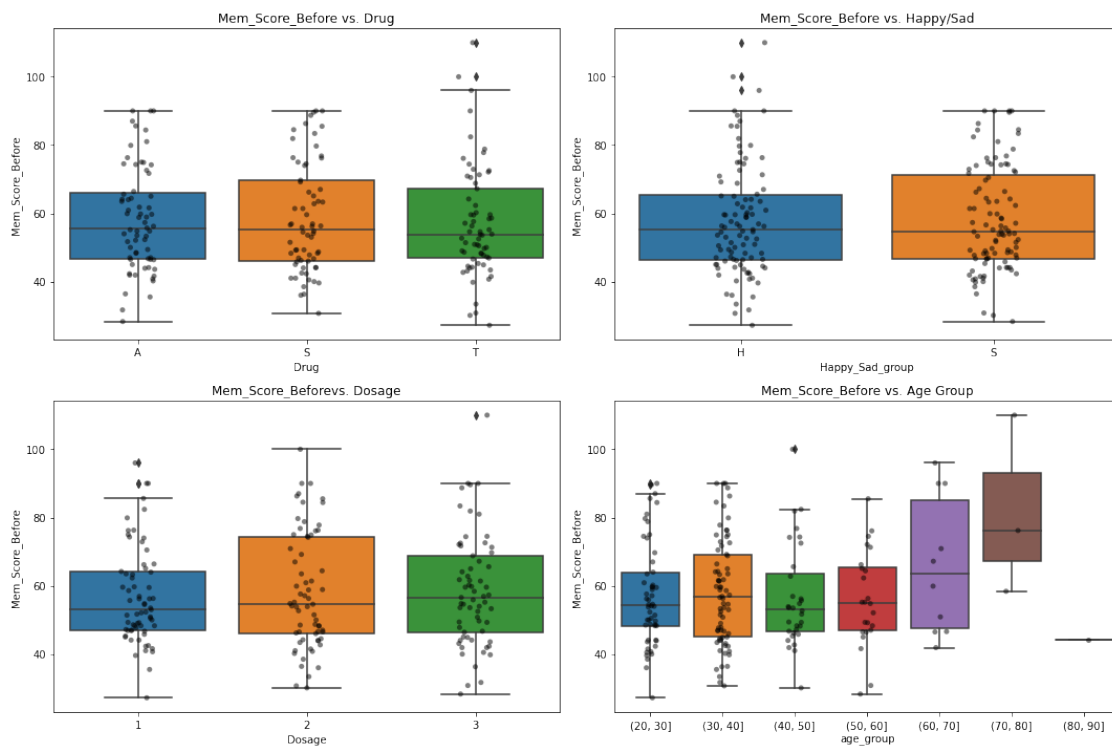 Mem_Score_Before vs. Drug
Mem_Score_Before
100
80
60
40
A
S
T
Drug
Mem_Score_Before vs. Happy/Sad
Mem_Score_Before
100
80
60
40
H
S
Happy_Sad_group
Mem_Score_Beforevs. Dosage
Mem_Score_Before
100
80
60
40
1
2
3
Dosage
Mem_Score_Before vs. Age Group
Mem_Score_Before
100
80
60
40
(20, 30]
(30, 40]
(40, 50]
(50, 60]
(60, 70]
(70, 80]
(80, 90]
age_group